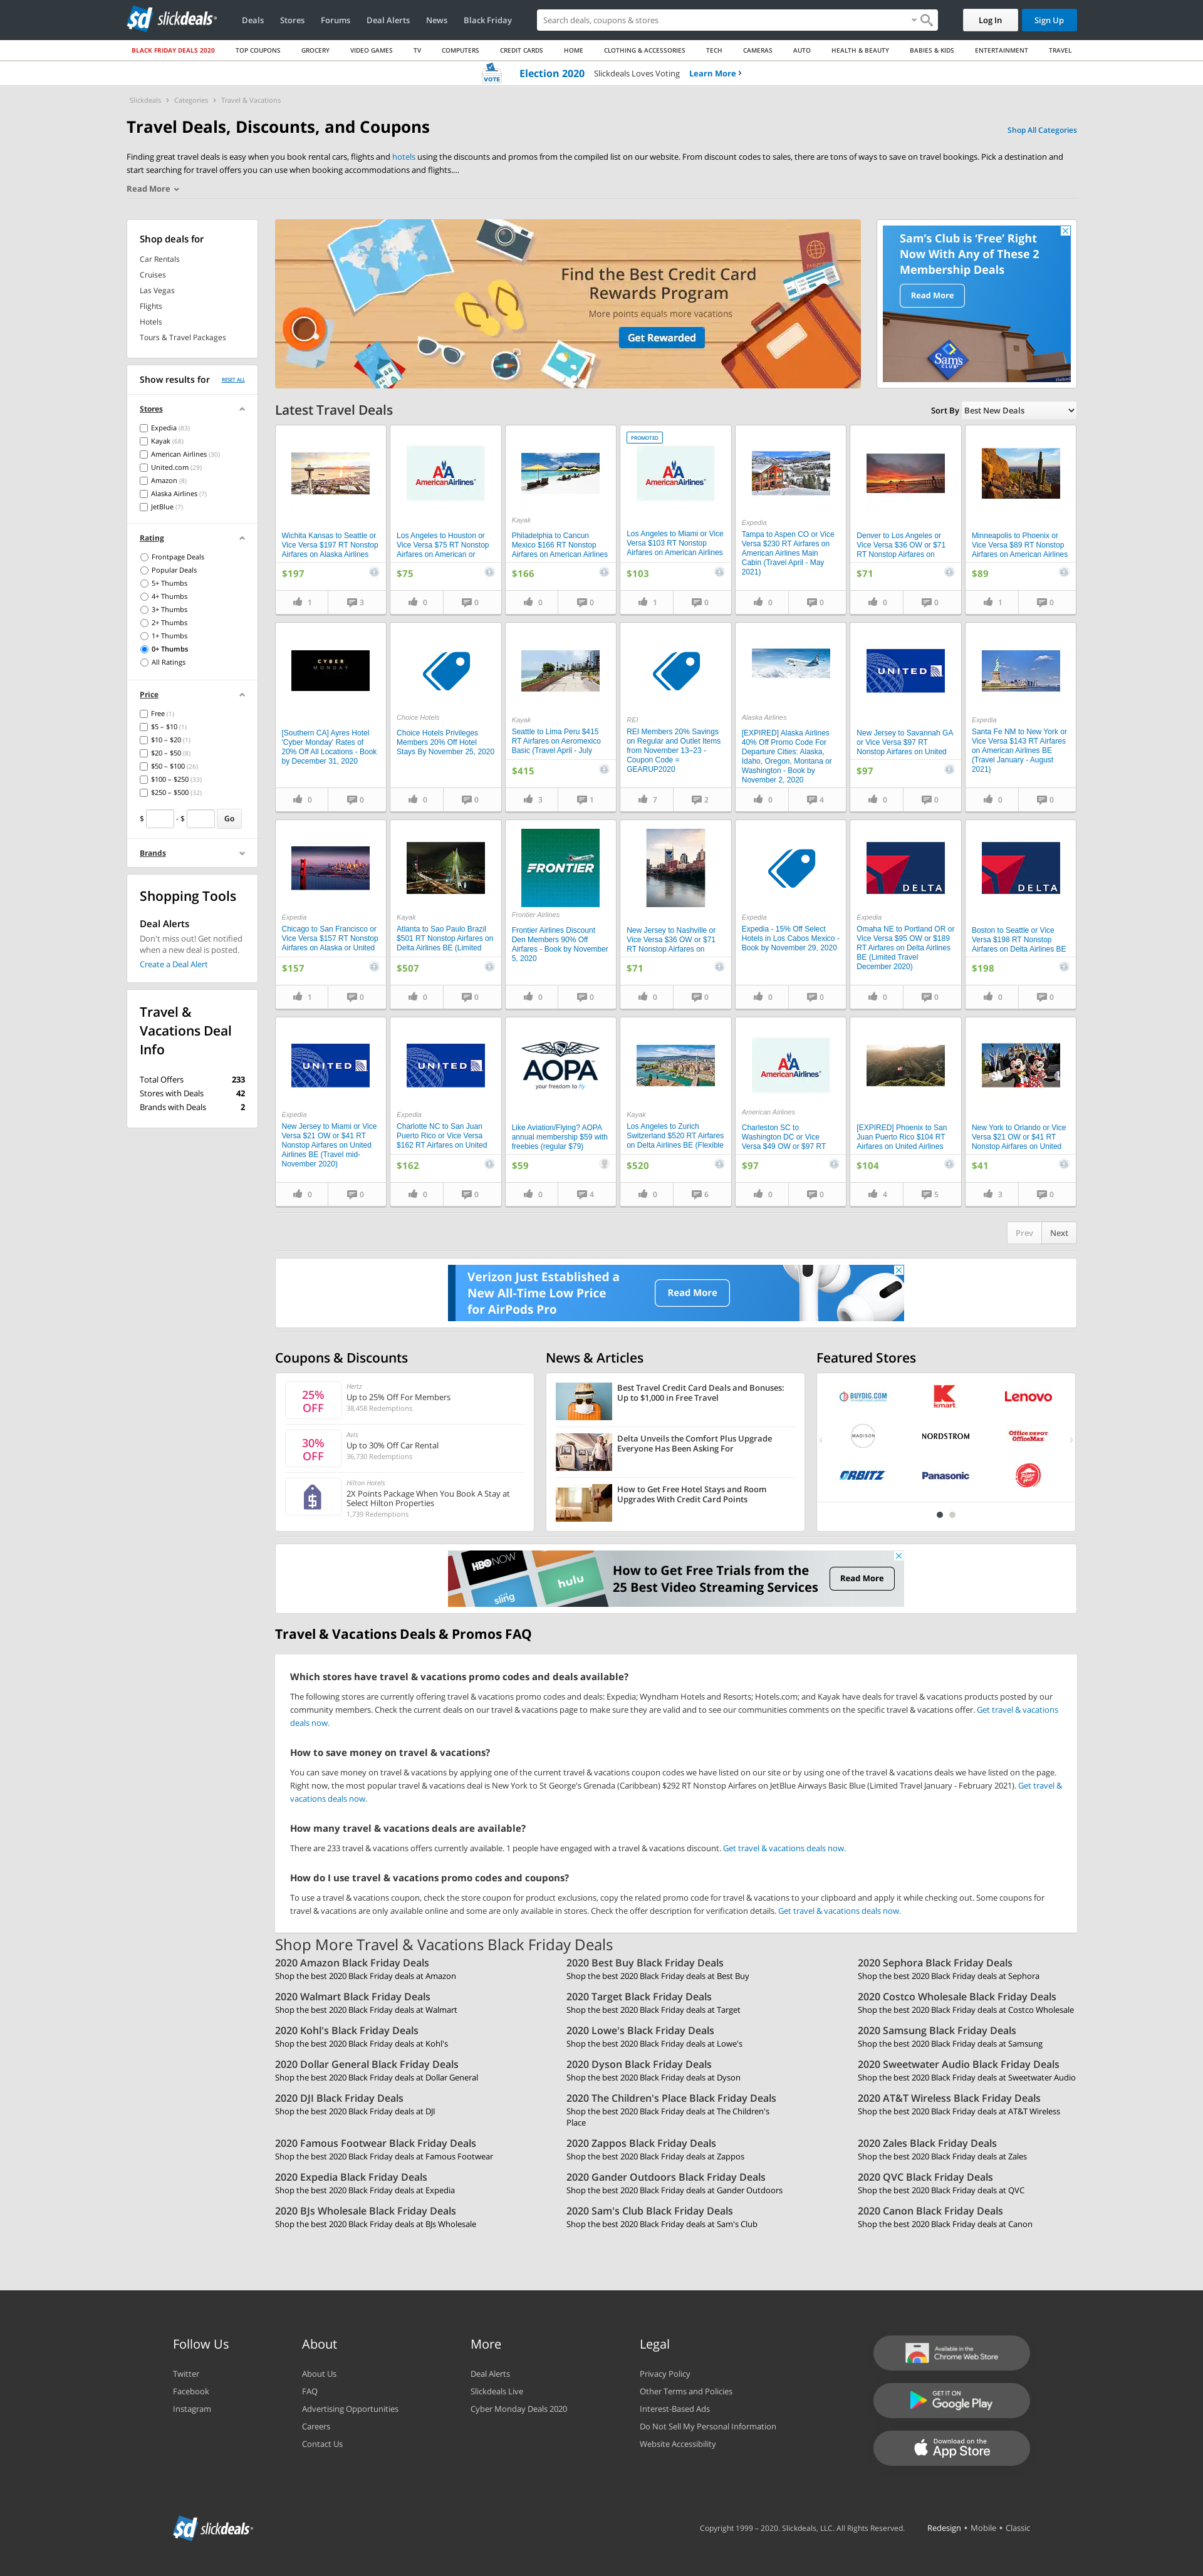 slickdeals
Deals
Stores
Forums
Deal Alerts
News
Black Friday
Search deals, coupons & stores
Log In
Sign Up
BLACK FRIDAY DEALS 2020
TOP COUPONS
GROCERY
VIDEO GAMES
TV
COMPUTERS
CREDIT CARDS
HOME
CLOTHING & ACCESSORIES
TECH
CAMERAS
AUTO
HEALTH & BEAUTY
BABIES & KIDS
ENTERTAINMENT
TRAVEL
VOTE
Election 2020 Slickdeals Loves Voting Learn More ›
Slickdeals › Categories › Travel & Vacations
Travel Deals, Discounts, and Coupons
Shop All Categories
Finding great travel deals is easy when you book rental cars, flights and hotels using the discounts and promos from the compiled list on our website. From discount codes to sales, there are tons of ways to save on travel bookings. Pick a destination and
start searching for travel offers you can use when booking accommodations and flights....
Read More
Shop deals for
Car Rentals
Cruises
Las Vegas
Flights
Hotels
Tours & Travel Packages
Find the Best Credit Card
Rewards Program
More points equals more vacations
Get Rewarded
Sam's Club is 'Free' Right
Now With Any of These 2
Membership Deals
Read More
Sam's
CLUB
Show results for
RESET ALL
Stores
Expedia (83)
Kayak (68)
American Airlines (30)
United.com (29)
Amazon (8)
Alaska Airlines (7)
JetBlue (7)
Rating
Frontpage Deals
Popular Deals
5+ Thumbs
4+ Thumbs
3+ Thumbs
2+ Thumbs
1+ Thumbs
0+ Thumbs
All Ratings
Price
Free (1)
$5 – $10 (1)
$10 – $20 (1)
$20 – $50 (8)
$50 – $100 (26)
$100 – $250 (33)
$250 – $500 (32)
$ - $ Go
Brands
Shopping Tools
Deal Alerts
Don't miss out! Get notified
when a new deal is posted.
Create a Deal Alert
Travel &
Vacations Deal
Info
Total Offers 233
Stores with Deals 42
Brands with Deals 2
Latest Travel Deals
Sort By Best New Deals
Wichita Kansas to Seattle or
Vice Versa $197 RT Nonstop
Airfares on Alaska Airlines
$197
1 3
AA
AmericanAirlines
Los Angeles to Houston or
Vice Versa $75 RT Nonstop
Airfares on American or
$75
0 0
Kayak
Philadelphia to Cancun
Mexico $166 RT Nonstop
Airfares on American Airlines
$166
0 0
PROMOTED
AA
AmericanAirlines
Los Angeles to Miami or Vice
Versa $103 RT Nonstop
Airfares on American Airlines
$103
1 0
Expedia
Tampa to Aspen CO or Vice
Versa $230 RT Airfares on
American Airlines Main
Cabin (Travel April - May
2021)
0 0
Denver to Los Angeles or
Vice Versa $36 OW or $71
RT Nonstop Airfares on
$71
0 0
Minneapolis to Phoenix or
Vice Versa $89 RT Nonstop
Airfares on American Airlines
$89
1 0
CYBER
MONDAY
[Southern CA] Ayres Hotel
'Cyber Monday' Rates of
20% Off All Locations - Book
by December 31, 2020
0 0
Choice Hotels
Choice Hotels Privileges
Members 20% Off Hotel
Stays By November 25, 2020
0 0
Kayak
Seattle to Lima Peru $415
RT Airfares on Aeromexico
Basic (Travel April - July
$415
3 1
REI
REI Members 20% Savings
on Regular and Outlet Items
from November 13–23 -
Coupon Code =
GEARUP2020
7 2
Alaska Airlines
[EXPIRED] Alaska Airlines
40% Off Promo Code For
Departure Cities: Alaska,
Idaho, Oregon, Montana or
Washington - Book by
November 2, 2020
0 4
UNITED
New Jersey to Savannah GA
or Vice Versa $97 RT
Nonstop Airfares on United
$97
0 0
Expedia
Santa Fe NM to New York or
Vice Versa $143 RT Airfares
on American Airlines BE
(Travel January - August
2021)
0 0
Expedia
Chicago to San Francisco or
Vice Versa $157 RT Nonstop
Airfares on Alaska or United
$157
1 0
Kayak
Atlanta to Sao Paulo Brazil
$501 RT Nonstop Airfares on
Delta Airlines BE (Limited
$507
0 0
FRONTIER
Frontier Airlines
Frontier Airlines Discount
Den Members 90% Off
Airfares - Book by November
5, 2020
0 0
New Jersey to Nashville or
Vice Versa $36 OW or $71
RT Nonstop Airfares on
$71
0 0
Expedia
Expedia - 15% Off Select
Hotels in Los Cabos Mexico -
Book by November 29, 2020
0 0
DELTA
Expedia
Omaha NE to Portland OR or
Vice Versa $95 OW or $189
RT Airfares on Delta Airlines
BE (Limited Travel
December 2020)
0 0
DELTA
Boston to Seattle or Vice
Versa $198 RT Nonstop
Airfares on Delta Airlines BE
$198
0 0
UNITED
Expedia
New Jersey to Miami or Vice
Versa $21 OW or $41 RT
Nonstop Airfares on United
Airlines BE (Travel mid-
November 2020)
0 0
UNITED
Expedia
Charlotte NC to San Juan
Puerto Rico or Vice Versa
$162 RT Airfares on United
$162
0 0
AOPA
your freedom to fly
Like Aviation/Flying? AOPA
annual membership $59 with
freebies (regular $79)
$59
0 4
Kayak
Los Angeles to Zurich
Switzerland $520 RT Airfares
on Delta Airlines BE (Flexible
$520
0 6
AA
AmericanAirlines
American Airlines
Charleston SC to
Washington DC or Vice
Versa $49 OW or $97 RT
$97
0 0
[EXPIRED] Phoenix to San
Juan Puerto Rico $104 RT
Airfares on United Airlines
$104
4 5
New York to Orlando or Vice
Versa $21 OW or $41 RT
Nonstop Airfares on United
$41
3 0
Prev Next
Verizon Just Established a
New All-Time Low Price
for AirPods Pro
Read More
Coupons & Discounts
25%
OFF
Hertz
Up to 25% Off For Members
38,458 Redemptions
30%
OFF
Avis
Up to 30% Off Car Rental
36,730 Redemptions
Hilton Hotels
2X Points Package When You Book A Stay at
Select Hilton Properties
1,739 Redemptions
News & Articles
Best Travel Credit Card Deals and Bonuses:
Up to $1,000 in Free Travel
Delta Unveils the Comfort Plus Upgrade
Everyone Has Been Asking For
How to Get Free Hotel Stays and Room
Upgrades With Credit Card Points
Featured Stores
BUYDIG.COM
kmart
Lenovo
MADISON
NORDSTROM
Office DEPOT
OfficeMax
ORBITZ
Panasonic
Pizza Hut
HBO NOW
hulu
sling
How to Get Free Trials from the
25 Best Video Streaming Services
Read More
Travel & Vacations Deals & Promos FAQ
Which stores have travel & vacations promo codes and deals available?
The following stores are currently offering travel & vacations promo codes and deals: Expedia; Wyndham Hotels and Resorts; Hotels.com; and Kayak have deals for travel & vacations products posted by our
community members. Check the current deals on our travel & vacations page to make sure they are valid and to see our communities comments on the specific travel & vacations offer. Get travel & vacations
deals now.
How to save money on travel & vacations?
You can save money on travel & vacations by applying one of the current travel & vacations coupon codes we have listed on our site or by using one of the travel & vacations deals we have listed on the page.
Right now, the most popular travel & vacations deal is New York to St George's Grenada (Caribbean) $292 RT Nonstop Airfares on JetBlue Airways Basic Blue (Limited Travel January - February 2021). Get travel &
vacations deals now.
How many travel & vacations deals are available?
There are 233 travel & vacations offers currently available. 1 people have engaged with a travel & vacations discount. Get travel & vacations deals now.
How do I use travel & vacations promo codes and coupons?
To use a travel & vacations coupon, check the store coupon for product exclusions, copy the related promo code for travel & vacations to your clipboard and apply it while checking out. Some coupons for
travel & vacations are only available online and some are only available in stores. Check the offer description for verification details. Get travel & vacations deals now.
Shop More Travel & Vacations Black Friday Deals
2020 Amazon Black Friday Deals
Shop the best 2020 Black Friday deals at Amazon
2020 Best Buy Black Friday Deals
Shop the best 2020 Black Friday deals at Best Buy
2020 Sephora Black Friday Deals
Shop the best 2020 Black Friday deals at Sephora
2020 Walmart Black Friday Deals
Shop the best 2020 Black Friday deals at Walmart
2020 Target Black Friday Deals
Shop the best 2020 Black Friday deals at Target
2020 Costco Wholesale Black Friday Deals
Shop the best 2020 Black Friday deals at Costco Wholesale
2020 Kohl's Black Friday Deals
Shop the best 2020 Black Friday deals at Kohl's
2020 Lowe's Black Friday Deals
Shop the best 2020 Black Friday deals at Lowe's
2020 Samsung Black Friday Deals
Shop the best 2020 Black Friday deals at Samsung
2020 Dollar General Black Friday Deals
Shop the best 2020 Black Friday deals at Dollar General
2020 Dyson Black Friday Deals
Shop the best 2020 Black Friday deals at Dyson
2020 Sweetwater Audio Black Friday Deals
Shop the best 2020 Black Friday deals at Sweetwater Audio
2020 DJI Black Friday Deals
Shop the best 2020 Black Friday deals at DJI
2020 The Children's Place Black Friday Deals
Shop the best 2020 Black Friday deals at The Children's
Place
2020 AT&T Wireless Black Friday Deals
Shop the best 2020 Black Friday deals at AT&T Wireless
2020 Famous Footwear Black Friday Deals
Shop the best 2020 Black Friday deals at Famous Footwear
2020 Zappos Black Friday Deals
Shop the best 2020 Black Friday deals at Zappos
2020 Zales Black Friday Deals
Shop the best 2020 Black Friday deals at Zales
2020 Expedia Black Friday Deals
Shop the best 2020 Black Friday deals at Expedia
2020 Gander Outdoors Black Friday Deals
Shop the best 2020 Black Friday deals at Gander Outdoors
2020 QVC Black Friday Deals
Shop the best 2020 Black Friday deals at QVC
2020 BJs Wholesale Black Friday Deals
Shop the best 2020 Black Friday deals at BJs Wholesale
2020 Sam's Club Black Friday Deals
Shop the best 2020 Black Friday deals at Sam's Club
2020 Canon Black Friday Deals
Shop the best 2020 Black Friday deals at Canon
Follow Us
Twitter
Facebook
Instagram
About
About Us
FAQ
Advertising Opportunities
Careers
Contact Us
More
Deal Alerts
Slickdeals Live
Cyber Monday Deals 2020
Legal
Privacy Policy
Other Terms and Policies
Interest-Based Ads
Do Not Sell My Personal Information
Website Accessibility
Available in the
Chrome Web Store
GET IT ON
Google Play
Download on the
App Store
slickdeals
Copyright 1999 – 2020. Slickdeals, LLC. All Rights Reserved.
Redesign • Mobile • Classic